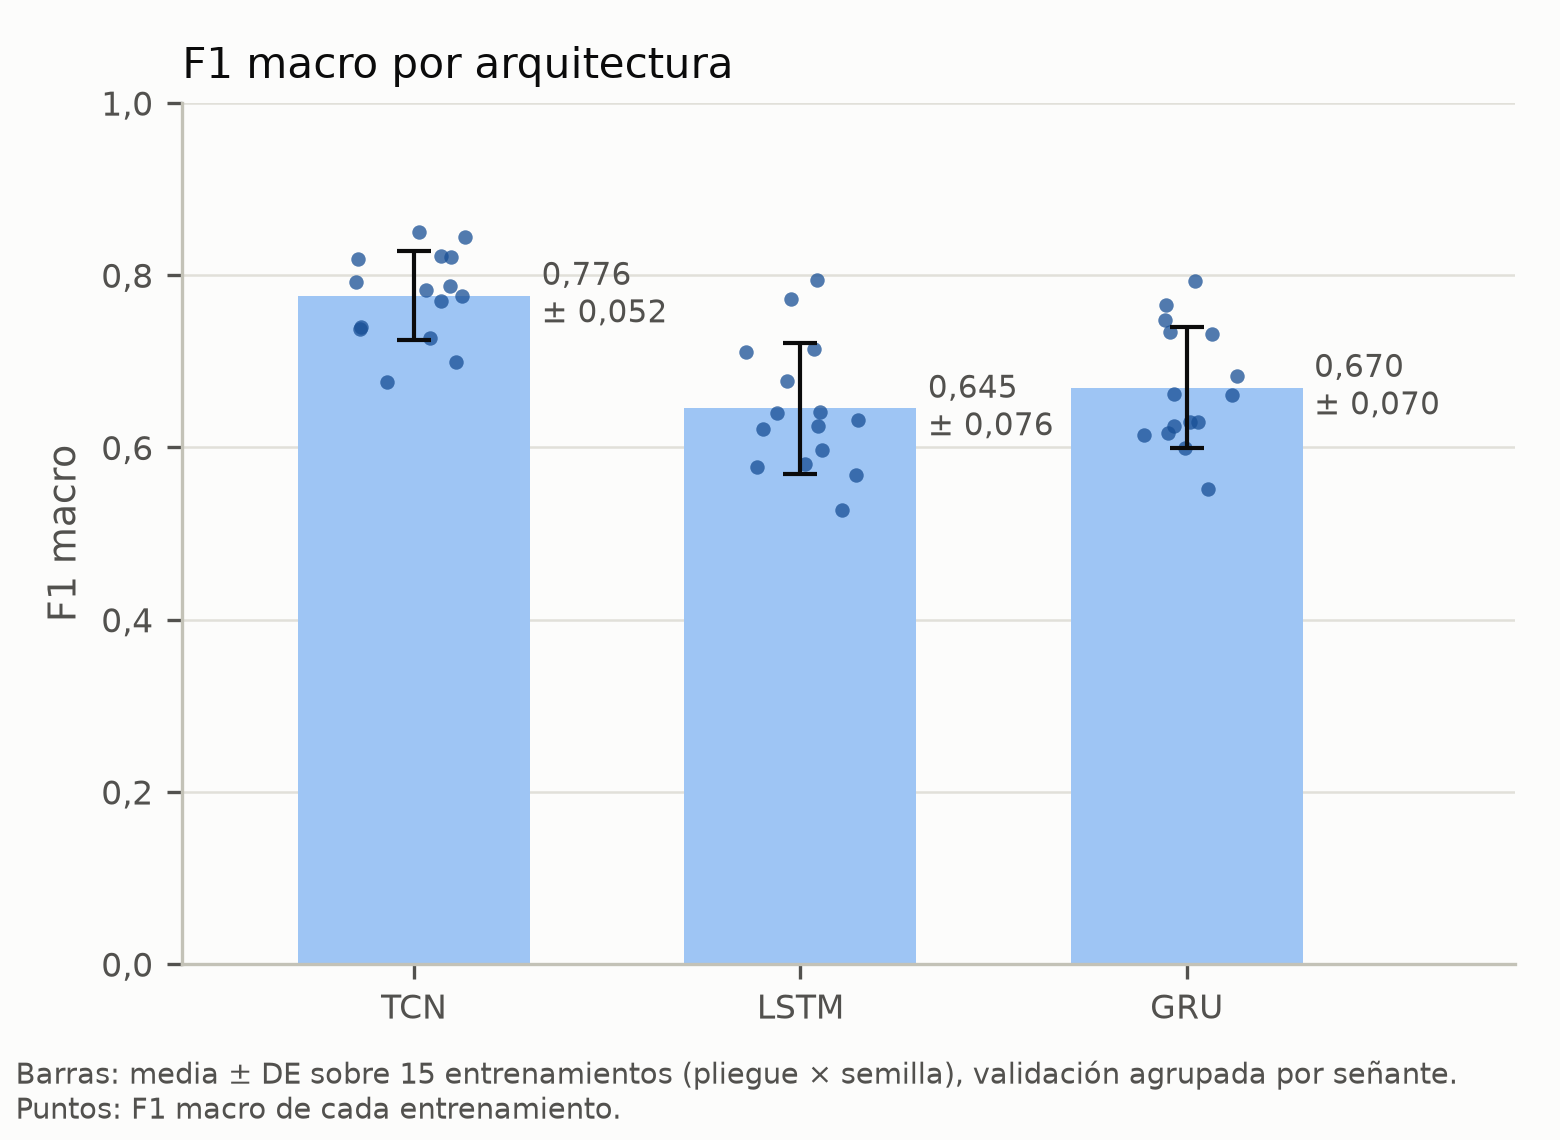 F1 macro por arquitectura
1,0
0,8
0,6
0,4
0,2
0,0
F1 macro
0,776
± 0,052
0,645
± 0,076
0,670
± 0,070
TCN
LSTM
GRU
Barras: media ± DE sobre 15 entrenamientos (pliegue × semilla), validación agrupada por señante.
Puntos: F1 macro de cada entrenamiento.